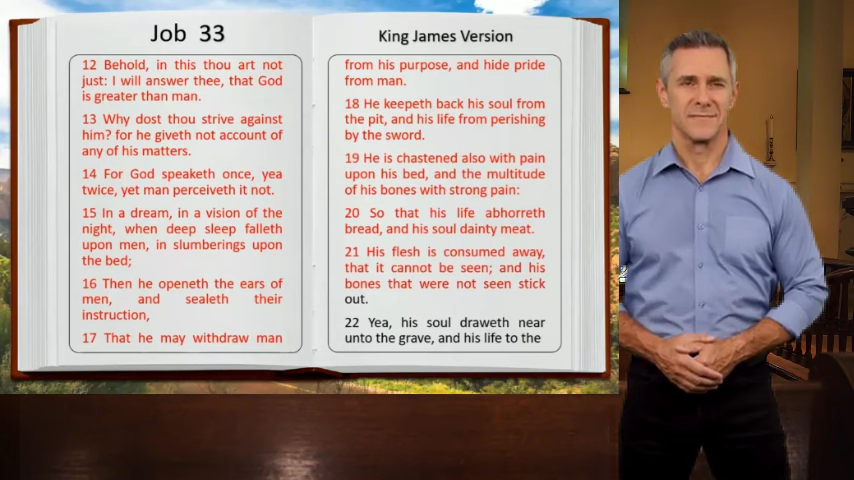 Job 33
12 Behold, in this thou art not
just: I will answer thee, that God
is greater than man.
13 Why dost thou strive against
him? for he giveth not account of
any of his matters.
14 For God speaketh once, yea
twice, yet man perceiveth it not.
15 In a dream, in a vision of the
night, when deep sleep falleth
upon men, in slumberings upon
the bed;
16 Then he openeth the ears of
men, and sealeth their
instruction,
17 That he may withdraw man
King James Version
from his purpose, and hide pride
from man.
18 He keepeth back his soul from
the pit, and his life from perishing
by the sword.
19 He is chastened also with pain
upon his bed, and the multitude
of his bones with strong pain:
20 So that his life abhorreth
bread, and his soul dainty meat.
21 His flesh is consumed away,
that it cannot be seen; and his
bones that were not seen stick
out.
22 Yea, his soul draweth near
unto the grave, and his life to the